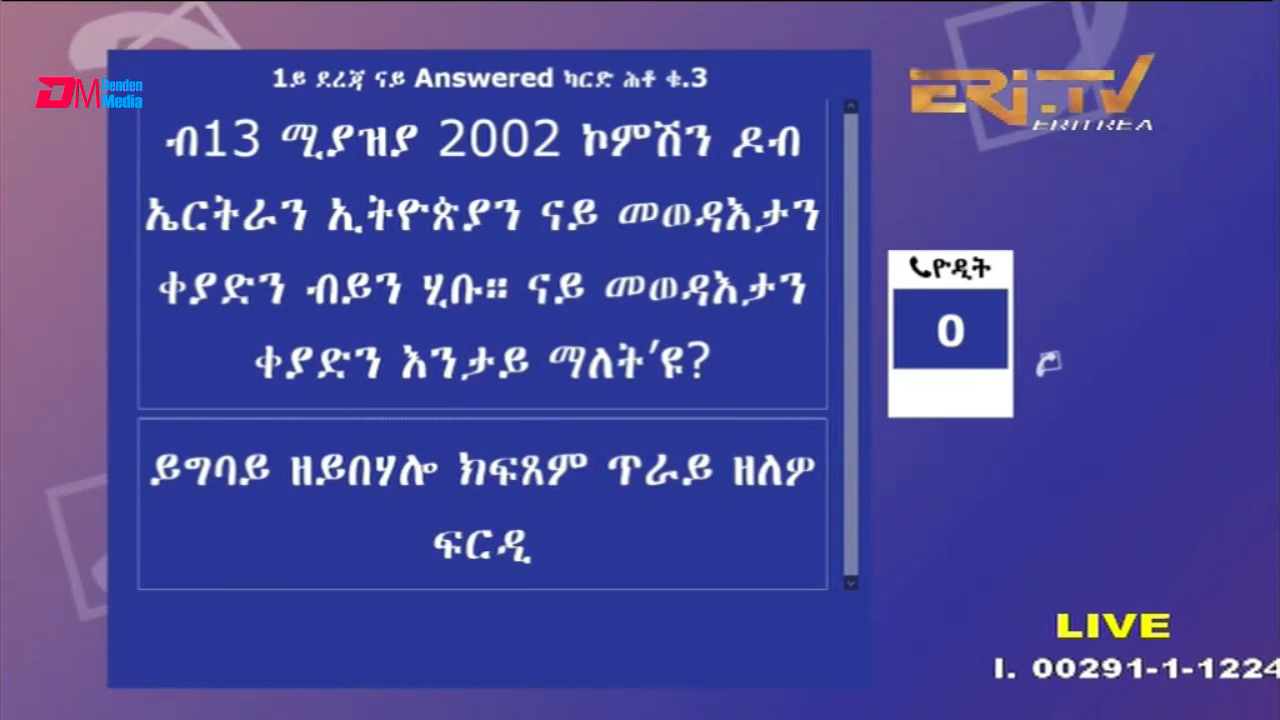 1ይ ደረጃ ናይ Answered ካርድ ሕቶ ቁ.3
DM Denden Media
ERi-TV
ERITREA
ብ13 ሚያዝያ 2002 ኮምሽን ዶብ
ኤርትራን ኢትዮጵያን ናይ መወዳእታን
ቀያድን ብይን ሂቡ። ናይ መወዳእታን
ቀያድን እንታይ ማለት'ዩ?
ዮዲት
0
ይግባይ ዘይበሃሎ ክፍጸም ጥራይ ዘለዎ
ፍርዲ
LIVE
l. 00291-1-1224